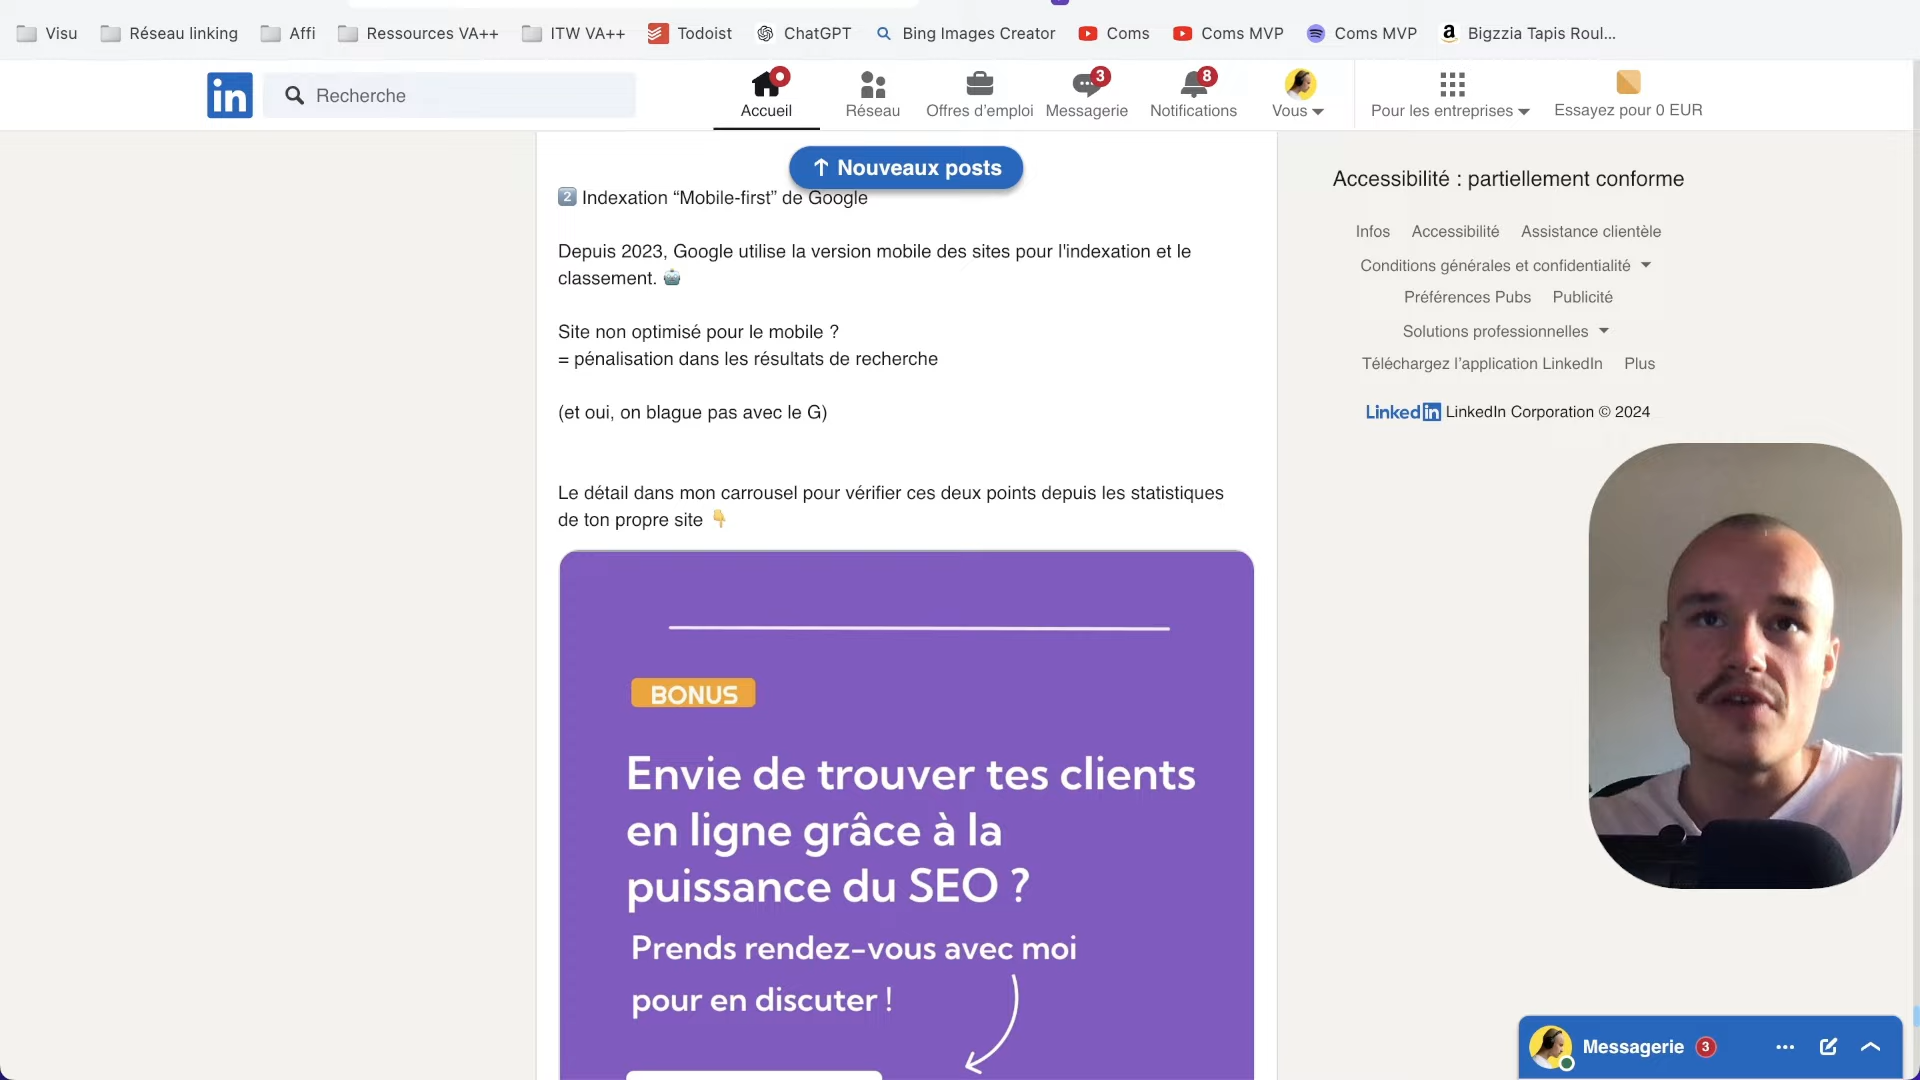 Visu
Réseau linking
Affi
Ressources VA++
ITW VA++
Todoist
ChatGPT
Bing Images Creator
Coms
Coms MVP
Coms MVP
a Bigzzia Tapis Roul...
in
Recherche
Accueil
Réseau
Offres d’emploi
3
Messagerie
8
Notifications
Vous
Pour les entreprises
Essayez pour 0 EUR
↑ Nouveaux posts
2 Indexation “Mobile-first” de Google
Depuis 2023, Google utilise la version mobile des sites pour l'indexation et le
classement.
Site non optimisé pour le mobile ?
= pénalisation dans les résultats de recherche
(et oui, on blague pas avec le G)
Le détail dans mon carrousel pour vérifier ces deux points depuis les statistiques
de ton propre site
BONUS
Envie de trouver tes clients
en ligne grâce à la
puissance du SEO ?
Prends rendez-vous avec moi
pour en discuter !
Accessibilité : partiellement conforme
Infos Accessibilité Assistance clientèle
Conditions générales et confidentialité
Préférences Pubs Publicité
Solutions professionnelles
Téléchargez l’application LinkedIn Plus
LinkedIn LinkedIn Corporation © 2024
Messagerie 3